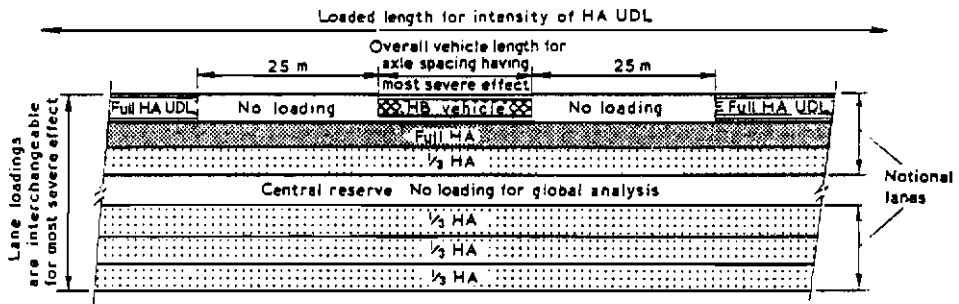 Loaded length for intensity of HA UDL
Overall vehicle length for
axle spacing having
most severe effect
25 m
25 m
Full HA UDL
No loading
HB vehicle
No loading
Full HA UDL
Full HA
1/3 HA
Central reserve No loading for global analysis
1/3 HA
1/3 HA
1/3 HA
Lane loadings
are interchangeable
for most severe effect
Notional
lanes